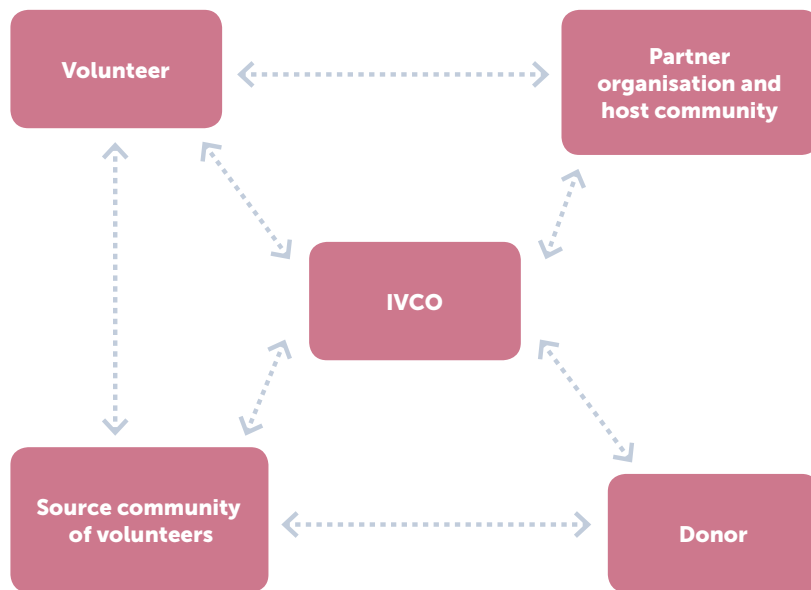 Volunteer
Partner
organisation and
host community
IVCO
Source community
of volunteers
Donor